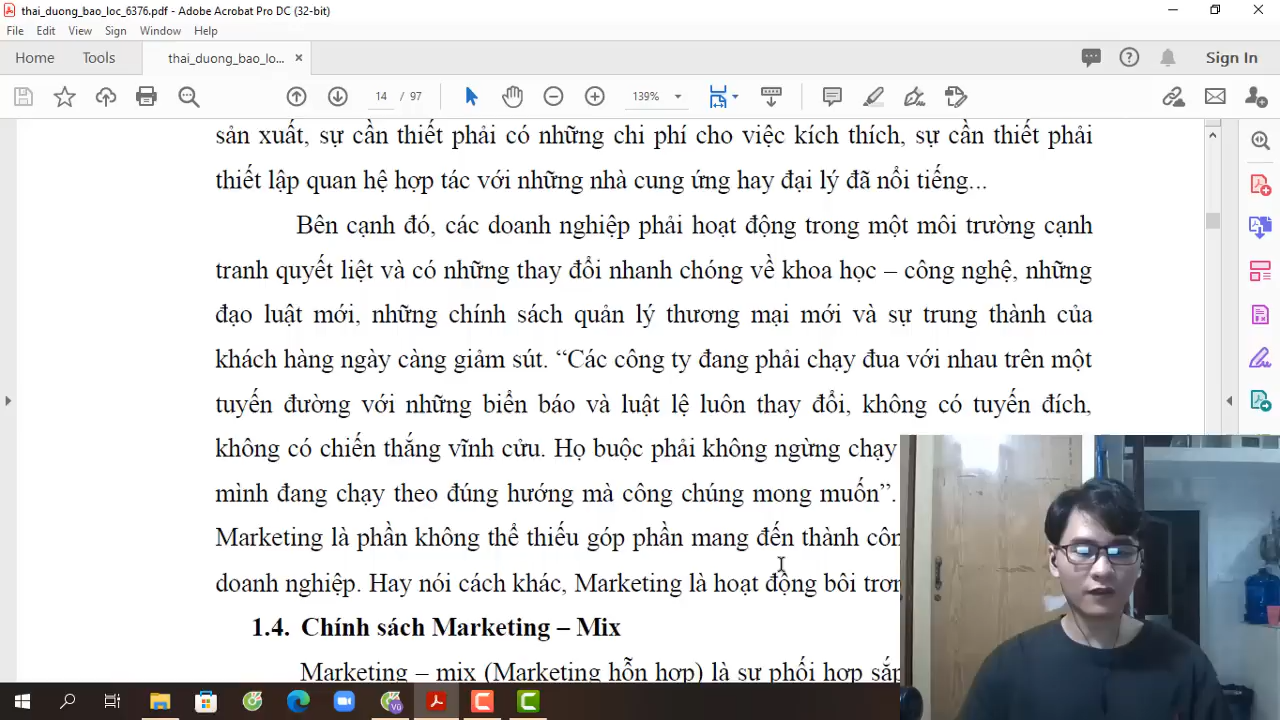 thai_duong_bao_loc_6376.pdf - Adobe Acrobat Pro DC (32-bit)
File Edit View Sign Window Help
Home Tools thai_duong_bao_lo... × Sign In
14 / 97 139%
sản xuất, sự cần thiết phải có những chi phí cho việc kích thích, sự cần thiết phải
thiết lập quan hệ hợp tác với những nhà cung ứng hay đại lý đã nổi tiếng...
Bên cạnh đó, các doanh nghiệp phải hoạt động trong một môi trường cạnh
tranh quyết liệt và có những thay đổi nhanh chóng về khoa học – công nghệ, những
đạo luật mới, những chính sách quản lý thương mại mới và sự trung thành của
khách hàng ngày càng giảm sút. “Các công ty đang phải chạy đua với nhau trên một
tuyến đường với những biển báo và luật lệ luôn thay đổi, không có tuyến đích,
không có chiến thắng vĩnh cửu. Họ buộc phải không ngừng chạy
mình đang chạy theo đúng hướng mà công chúng mong muốn”.
Marketing là phần không thể thiếu góp phần mang đến thành côn
doanh nghiệp. Hay nói cách khác, Marketing là hoạt động bôi trơn
1.4. Chính sách Marketing – Mix
Marketing – mix (Marketing hỗn hợp) là sự phối hợp sắp
Vũ